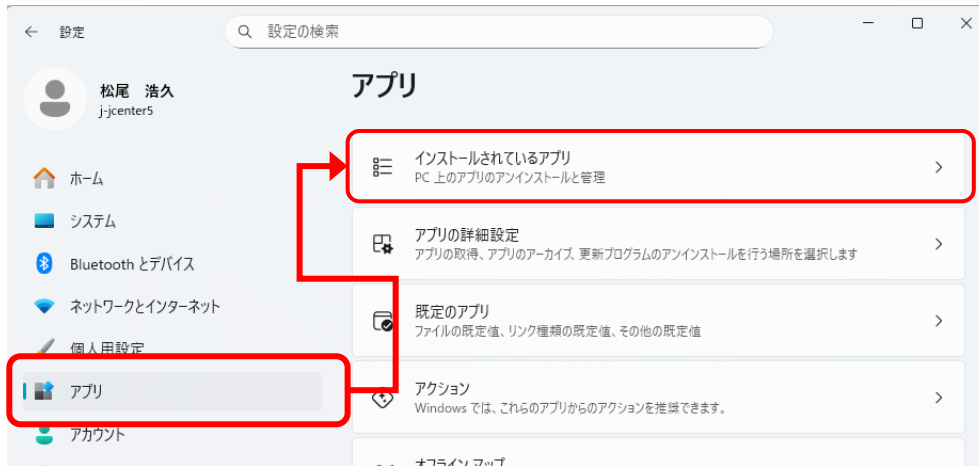 設定
設定の検索
松尾 浩久
j-jcenter5
ホーム
システム
Bluetooth とデバイス
ネットワークとインターネット
個人用設定
アプリ
アカウント
アプリ
インストールされているアプリ
PC 上のアプリのアンインストールと管理
アプリの詳細設定
アプリの取得、アプリのアーカイブ、更新プログラムのアンインストールを行う場所を選択します
既定のアプリ
ファイルの既定値、リンク種類の既定値、その他の既定値
アクション
Windows では、これらのアプリからのアクションを推奨できます。
オフライン マップ